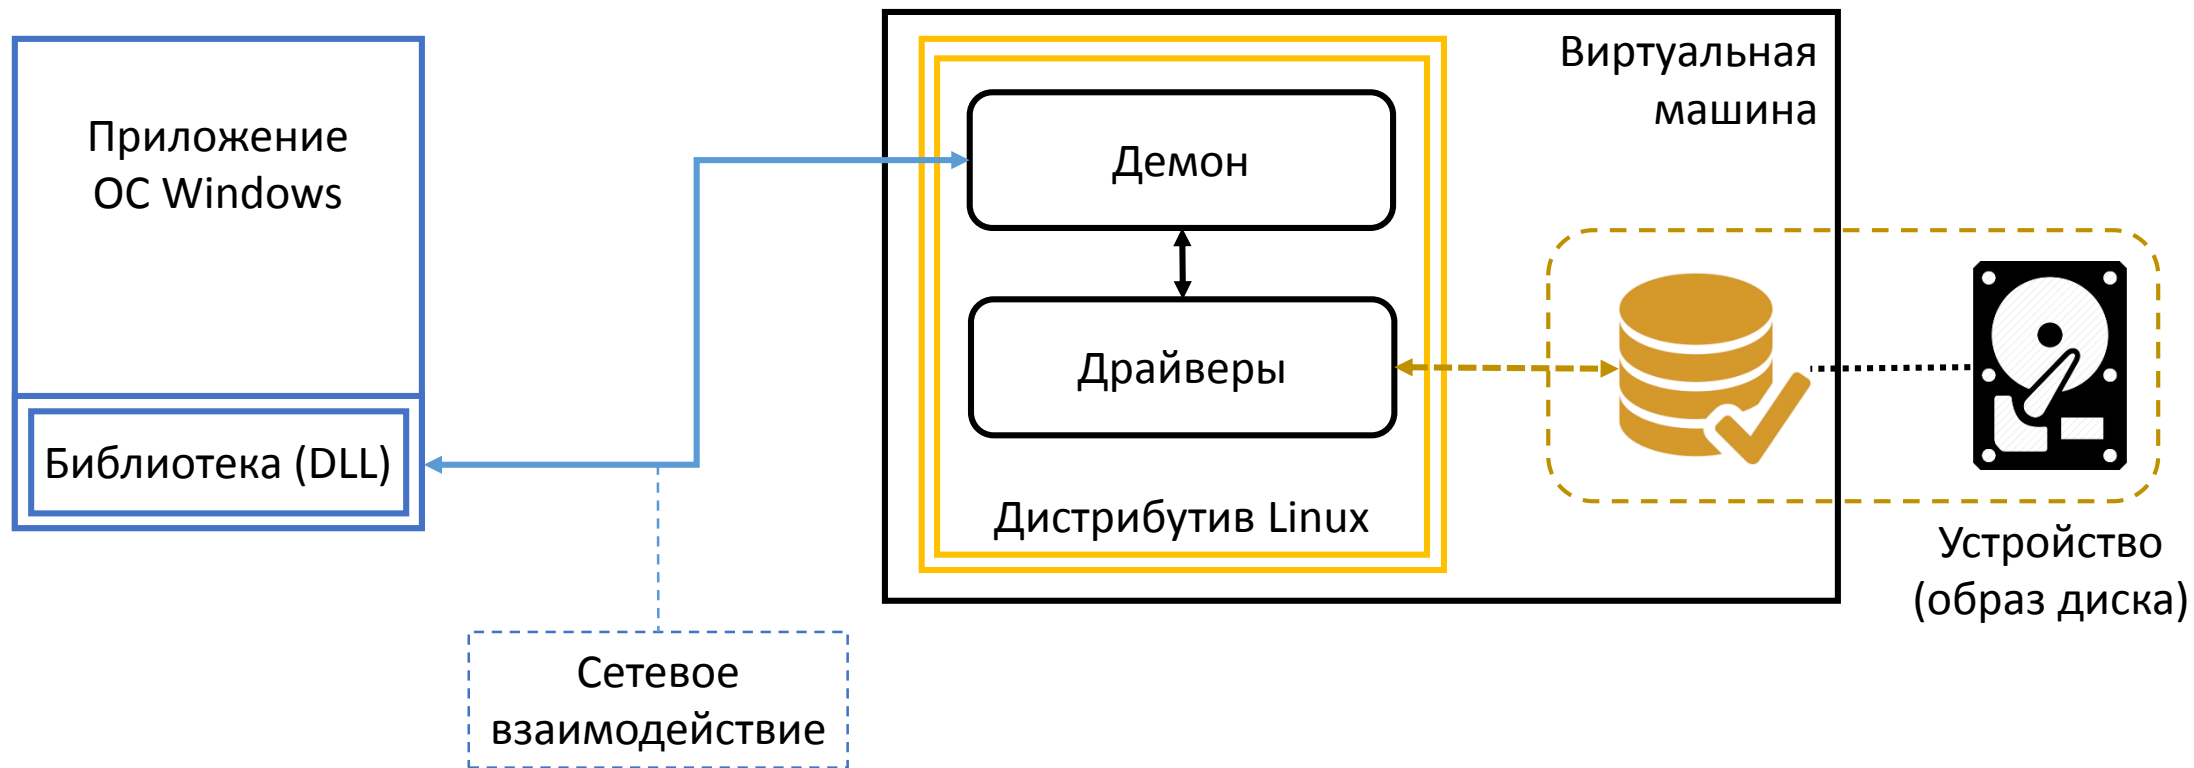 Приложение
ОС Windows
Библиотека (DLL)
Сетевое
взаимодействие
Виртуальная
машина
Демон
Драйверы
Дистрибутив Linux
Устройство
(образ диска)